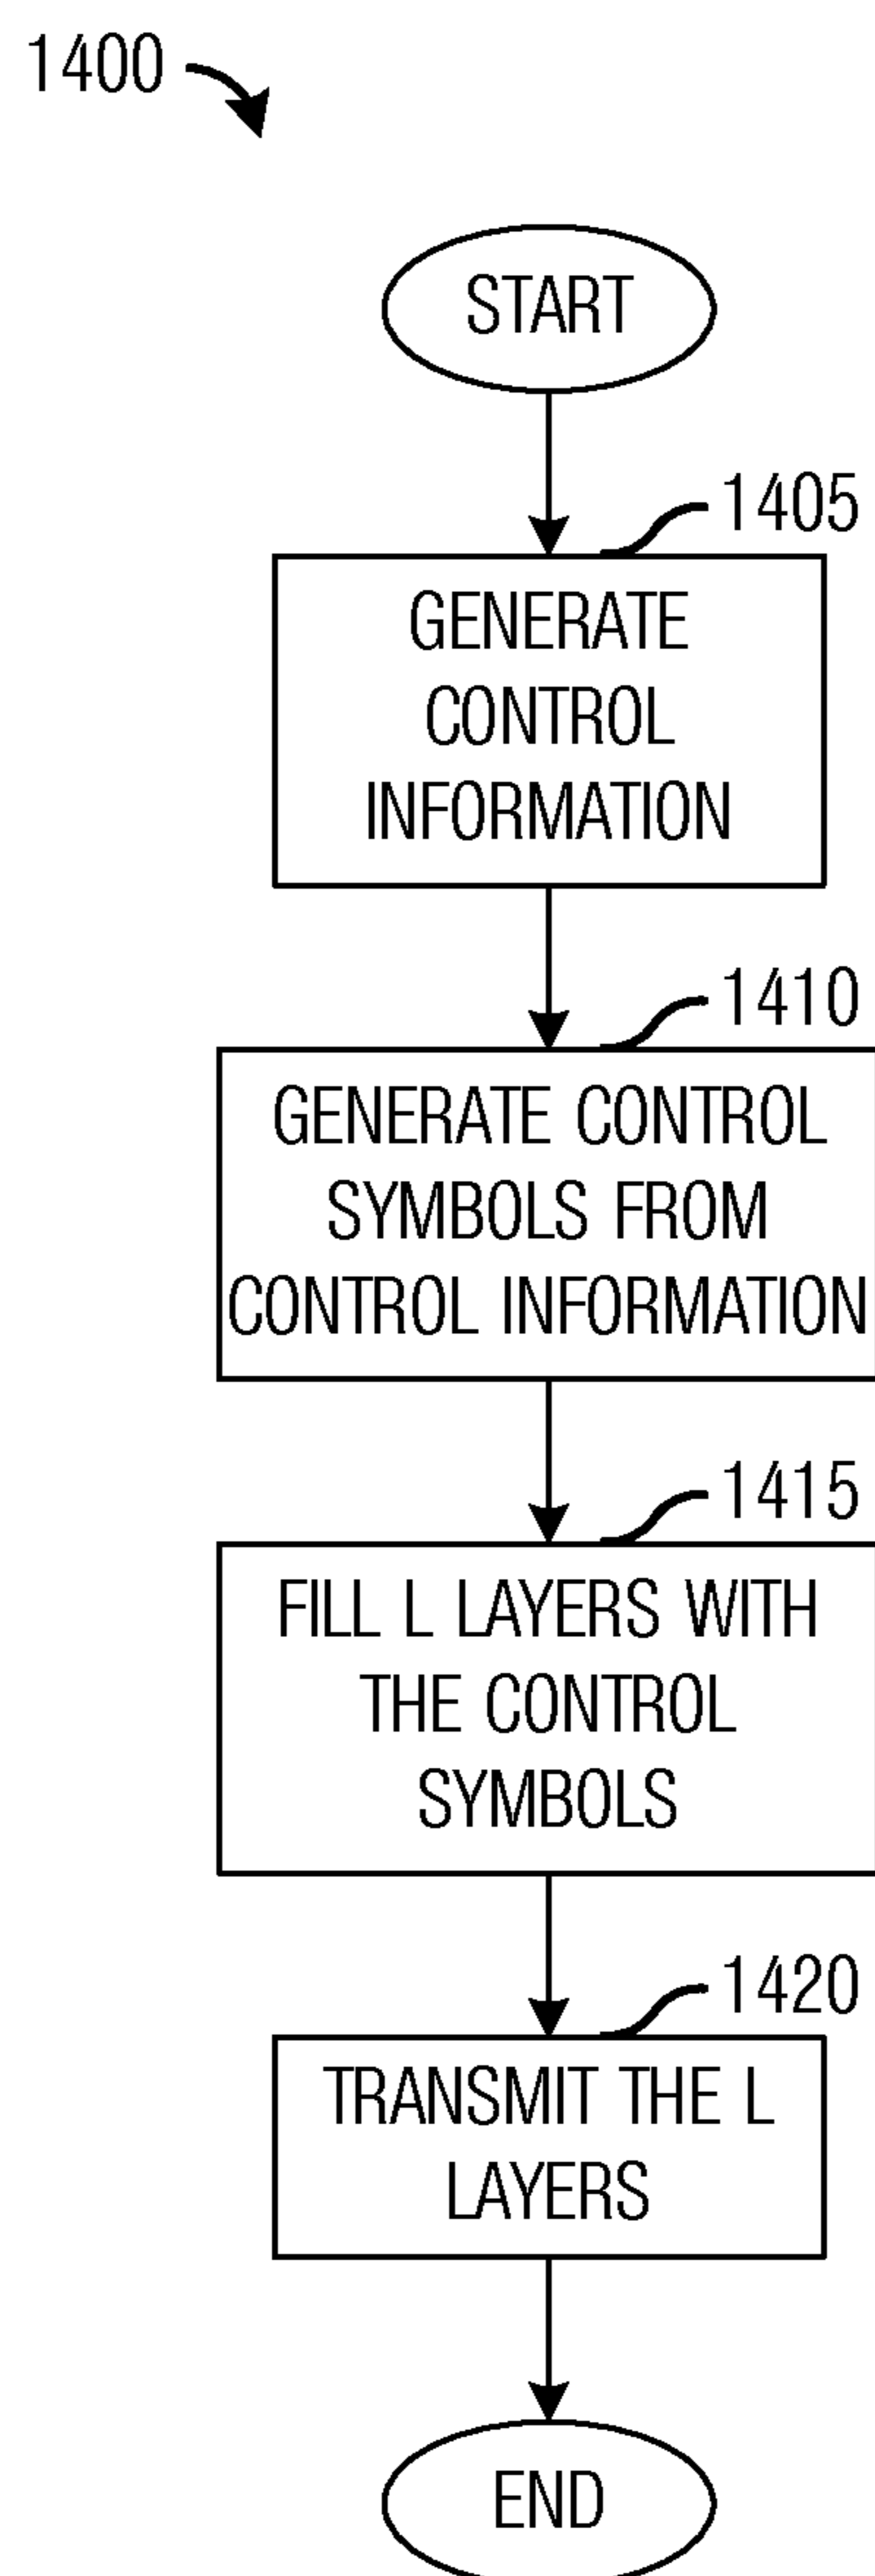 1400
START
1405
GENERATE
CONTROL
INFORMATION
1410
GENERATE CONTROL
SYMBOLS FROM
CONTROL INFORMATION
1415
FILL L LAYERS WITH
THE CONTROL
SYMBOLS
1420
TRANSMIT THE L
LAYERS
END